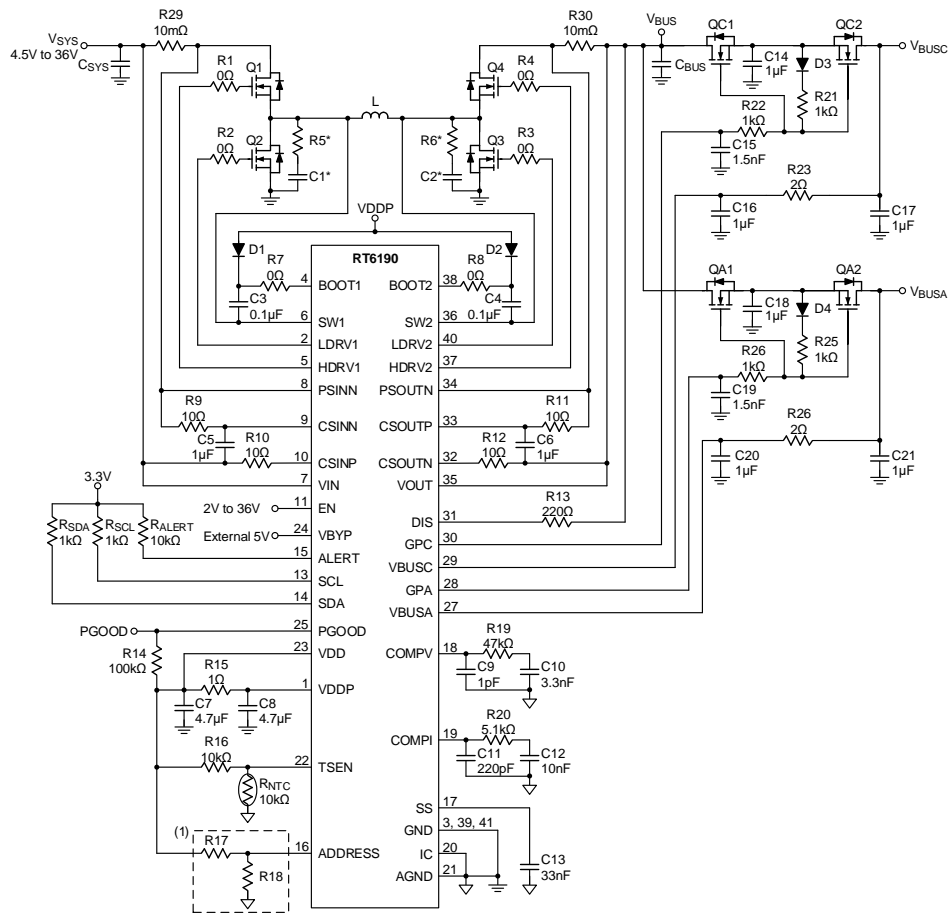 R29
10mΩ
VSYS
4.5V to 36V
CSYS
R30
10mΩ
VBUS
CBUS
QC1
QC2
VBUSC
C14
1µF
D3
R21
1kΩ
R22
1kΩ
C15
1.5nF
R23
2Ω
C16
1µF
C17
1µF
R1
0Ω
Q1
R2
0Ω
Q2
R5*
C1*
L
Q4
R4
0Ω
R6*
C2*
Q3
R3
0Ω
QA1
QA2
VBUSA
C18
1µF
D4
R25
1kΩ
R26
1kΩ
C19
1.5nF
R26
2Ω
C20
1µF
C21
1µF
VDDP
D1
R7
0Ω
C3
0.1µF
RT6190
D2
R8
0Ω
C4
0.1µF
4 BOOT1
BOOT2 38
6 SW1
SW2 36
2 LDRV1
LDRV2 40
5 HDRV1
HDRV2 37
8 PSINN
PSOUTN 34
R9
10Ω
9 CSINN
CSOUTP 33
R11
10Ω
C5
1µF
R10
10Ω
10 CSINP
CSOUTN 32
R12
10Ω
C6
1µF
7 VIN
VOUT 35
3.3V
RSDA
1kΩ
RSCL
1kΩ
RALERT
10kΩ
2V to 36V
11 EN
External 5V
24 VBYP
15 ALERT
13 SCL
14 SDA
DIS 31
R13
220Ω
GPC 30
VBUSC 29
GPA 28
VBUSA 27
PGOOD
25 PGOOD
R14
100kΩ
23 VDD
R15
1Ω
1 VDDP
C7
4.7µF
C8
4.7µF
R16
10kΩ
22 TSEN
RNTC
10kΩ
(1)
R17
R18
16 ADDRESS
COMPV 18
R19
47kΩ
C9
1pF
C10
3.3nF
COMPI 19
R20
5.1kΩ
C11
220pF
C12
10nF
SS 17
GND 3, 39, 41
IC 20
AGND 21
C13
33nF